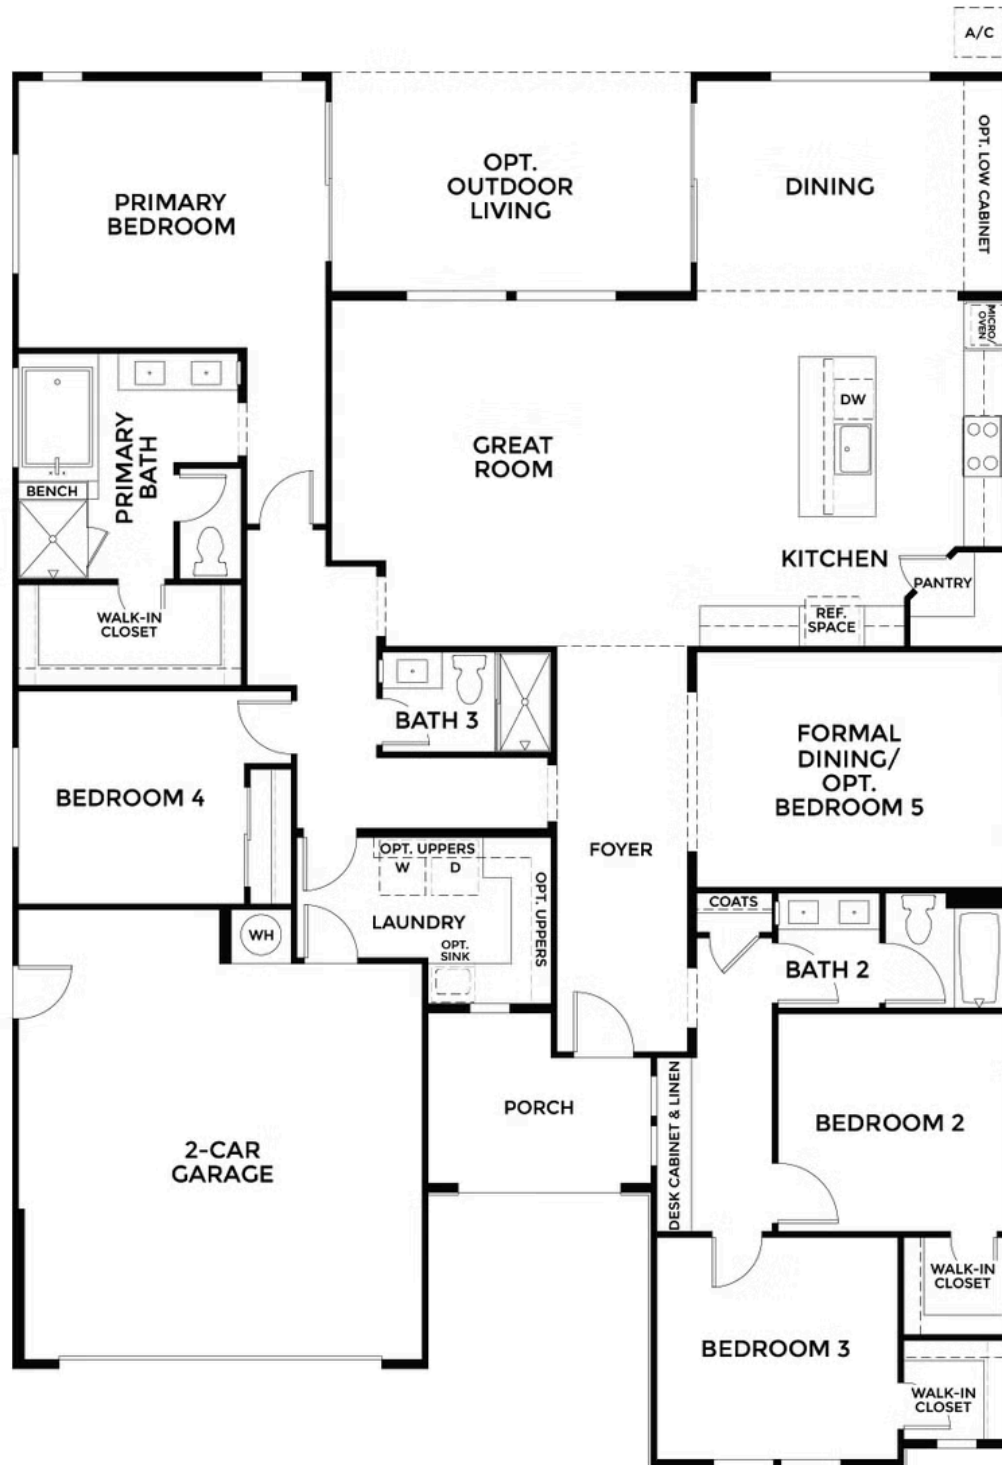 A/C
OPT.
OUTDOOR
LIVING
DINING
OPT. LOW CABINET
PRIMARY
BEDROOM
MICRO/
OVEN
DW
PRIMARY
BATH
GREAT
ROOM
BENCH
KITCHEN
PANTRY
WALK-IN
CLOSET
REF.
SPACE
BATH 3
FORMAL
DINING/
OPT.
BEDROOM 5
BEDROOM 4
OPT. UPPERS
W D
FOYER
OPT. UPPERS
LAUNDRY
COATS
WH
OPT.
SINK
BATH 2
DESK CABINET & LINEN
PORCH
BEDROOM 2
2-CAR
GARAGE
WALK-IN
CLOSET
BEDROOM 3
WALK-IN
CLOSET